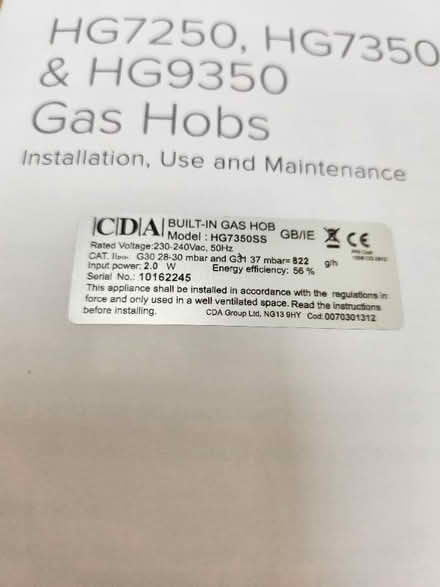 HG7250, HG7350
& HG9350
Gas Hobs
Installation, Use and Maintenance
CDA BUILT-IN GAS HOB
Model : HG7350SS GB/IE CE
Rated Voltage:230-240Vac, 50Hz
CAT. G30 28-30 mbar and G31 37 mbar= 822 g/h
Input power: 2.0 W Energy efficiency: 56 %
Serial No.: 10162245
This appliance shall be installed in accordance with the regulations in
force and only used in a well ventilated space. Read the instructions
before installing. CDA Group Ltd, NG13 9HY Cod: 0070301312